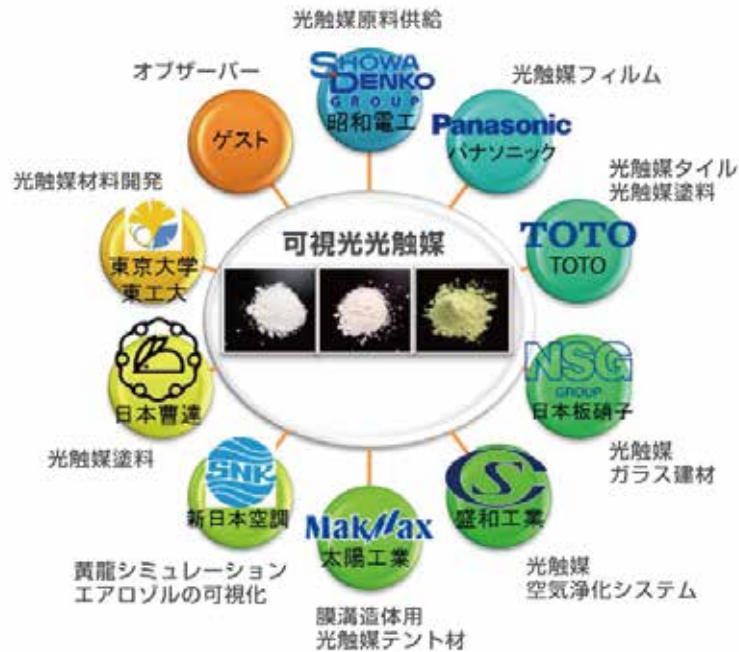 光触媒原料供給
SHOWA
DENKO
GROUP
昭和電工
オブザーバー
ゲスト
光触媒フィルム
Panasonic
パナソニック
光触媒材料開発
東京大学
東工大
可視光光触媒
光触媒タイル
光触媒塗料
TOTO
TOTO
日本曹達
光触媒塗料
NSG
GROUP
日本板硝子
光触媒
ガラス建材
SNK
新日本空調
黃龍シミュレーション
エアロゾルの可視化
MakMax
太陽工業
膜溝造体用
光触媒テント材
CS
盛和工業
光触媒
空気浄化システム